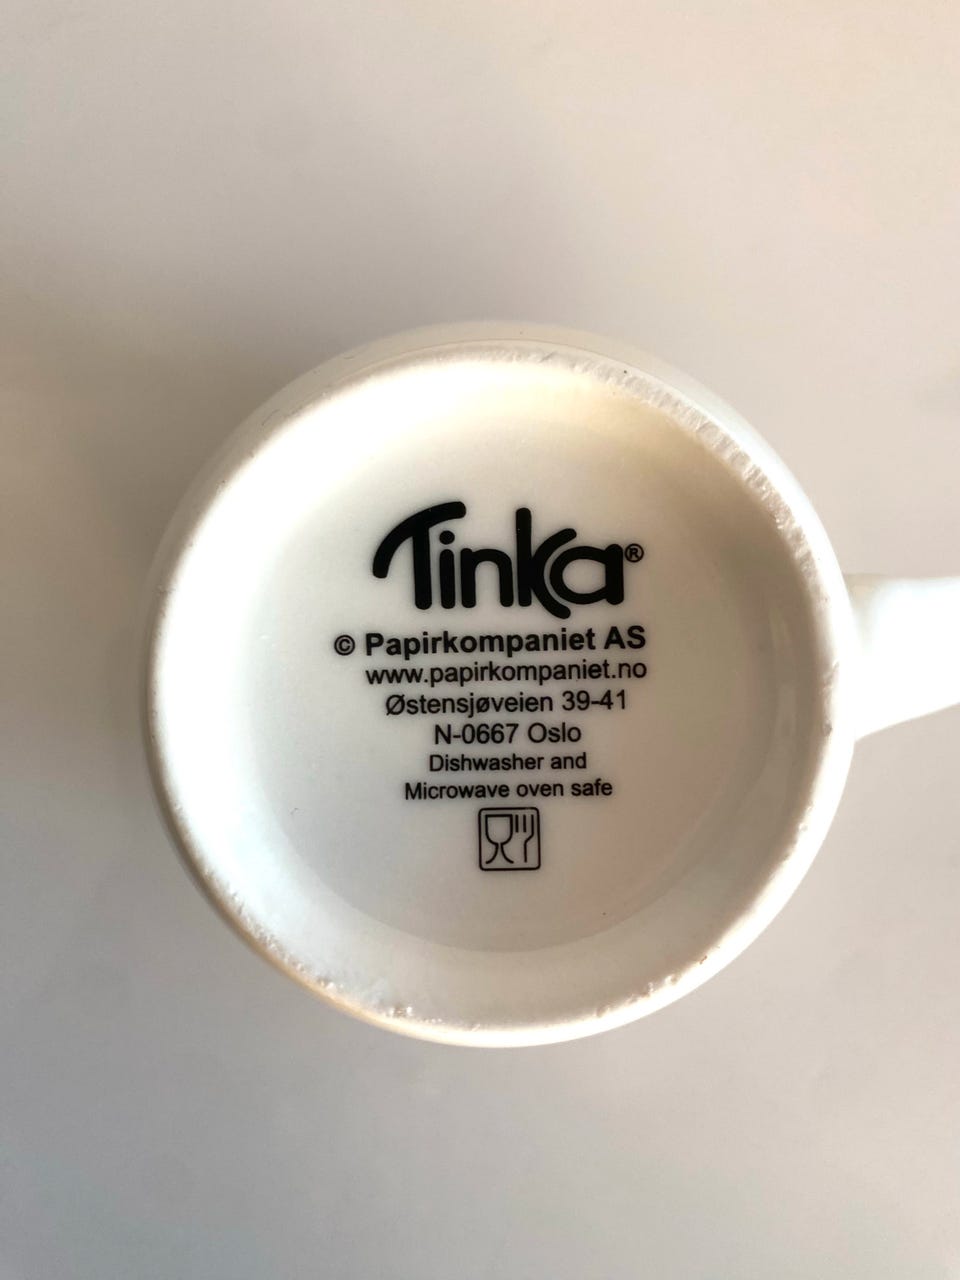 Tinka®
© Papirkompaniet AS
www.papirkompaniet.no
Østensjøveien 39-41
N-0667 Oslo
Dishwasher and
Microwave oven safe